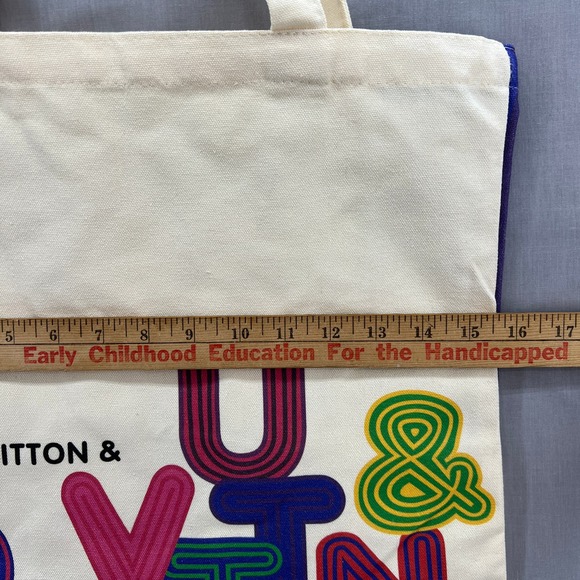 5 6 7 8 9 10 11 12 13 14 15 16 17
Early Childhood Education For the Handicapped
U &
ITTON &
V I
T N